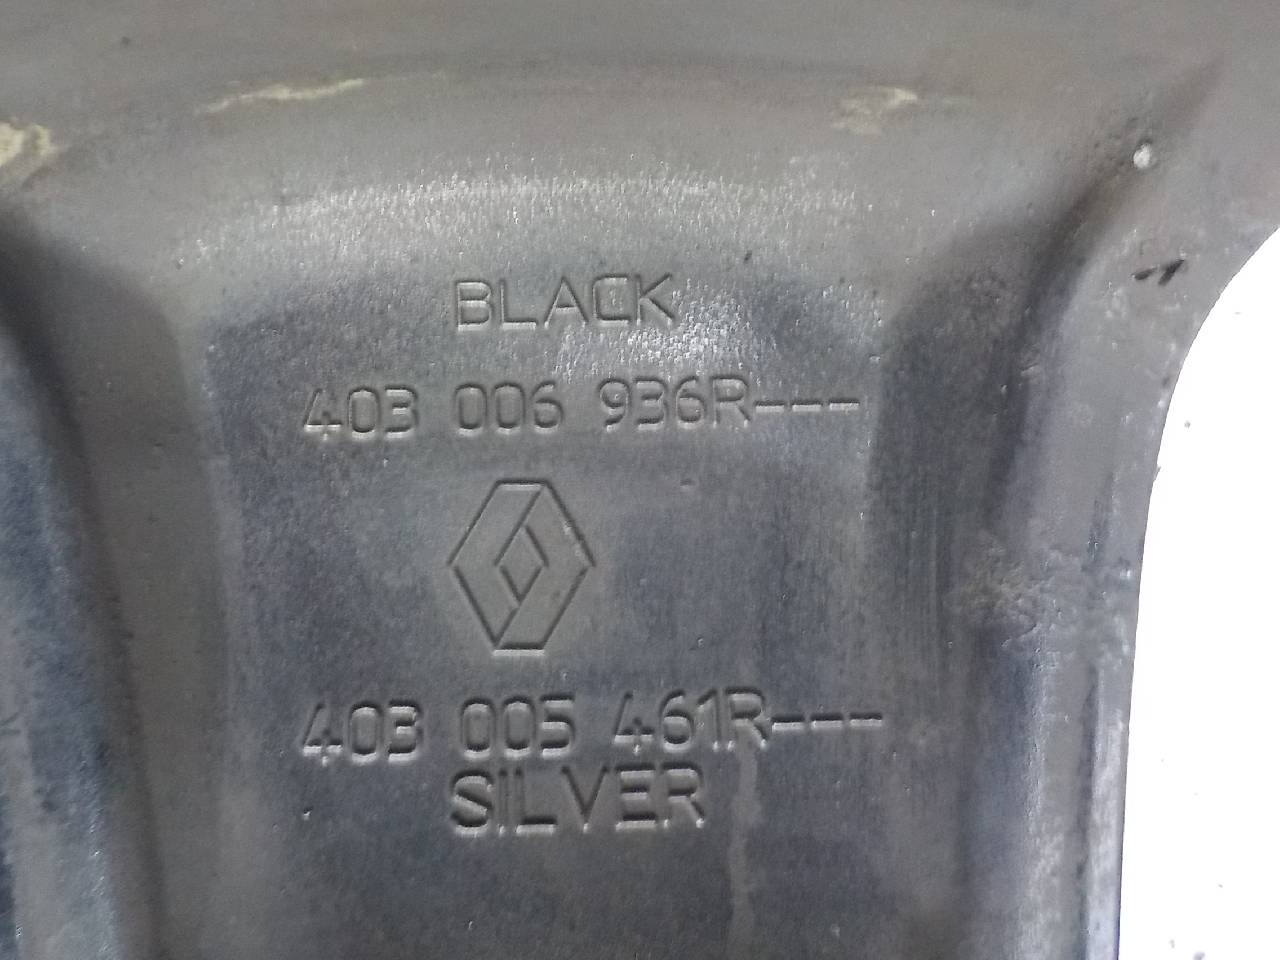 BLACK
403 006 936R---
403 005 461R---
SILVER